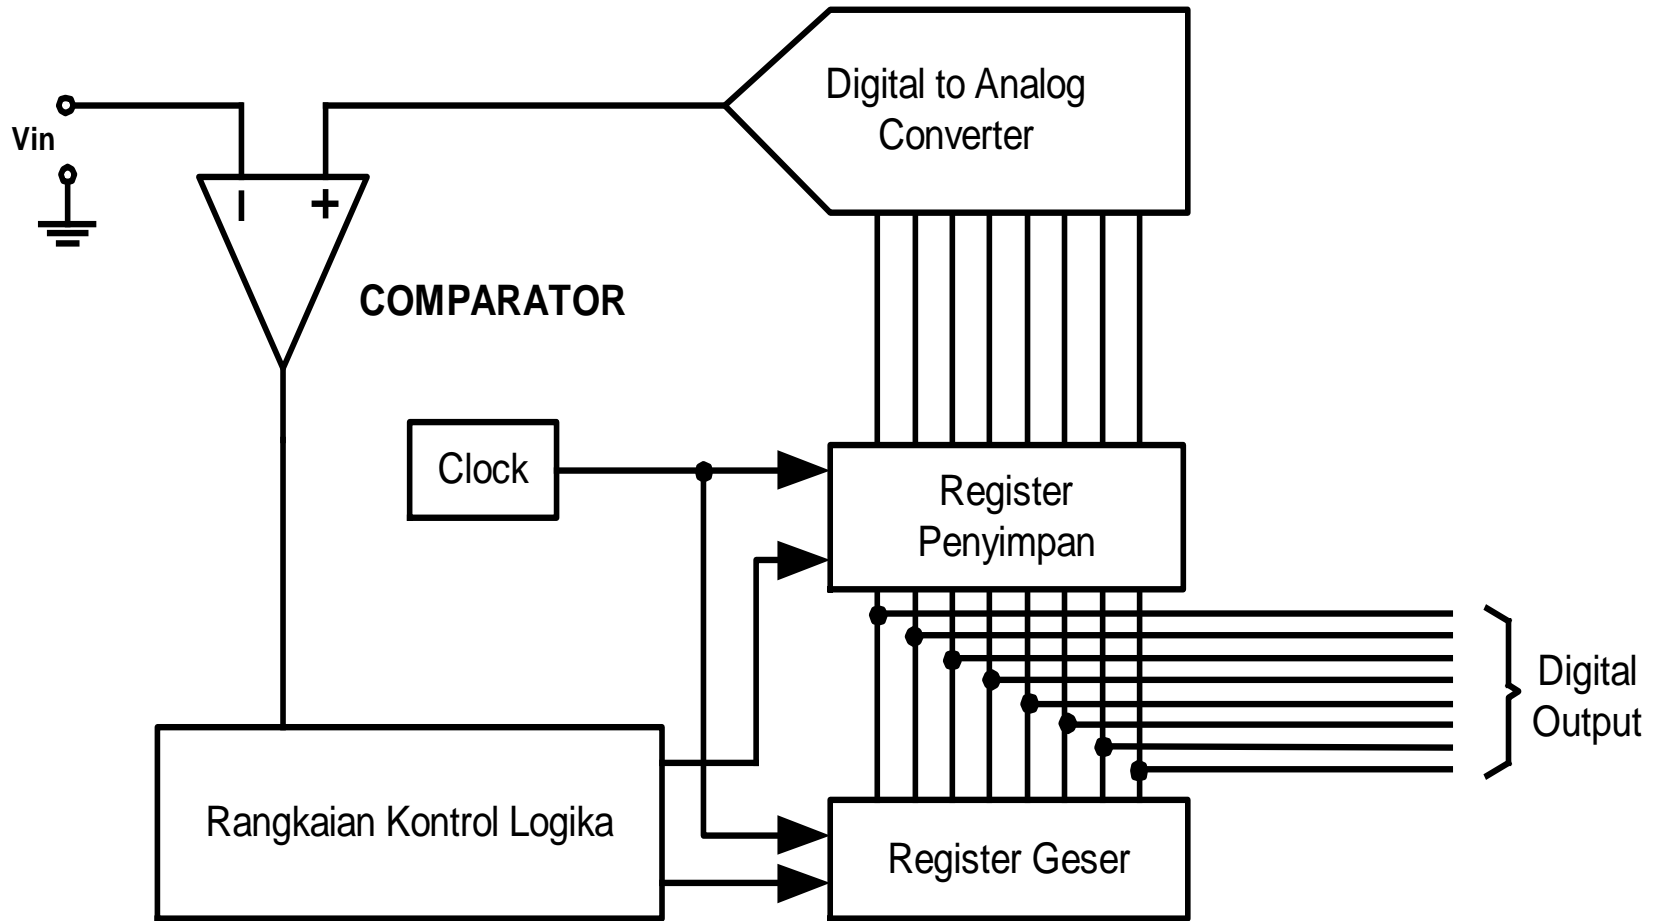 Digital to Analog
Converter
Vin
– +
COMPARATOR
Clock
Register
Penyimpan
Digital
Output
Rangkaian Kontrol Logika
Register Geser